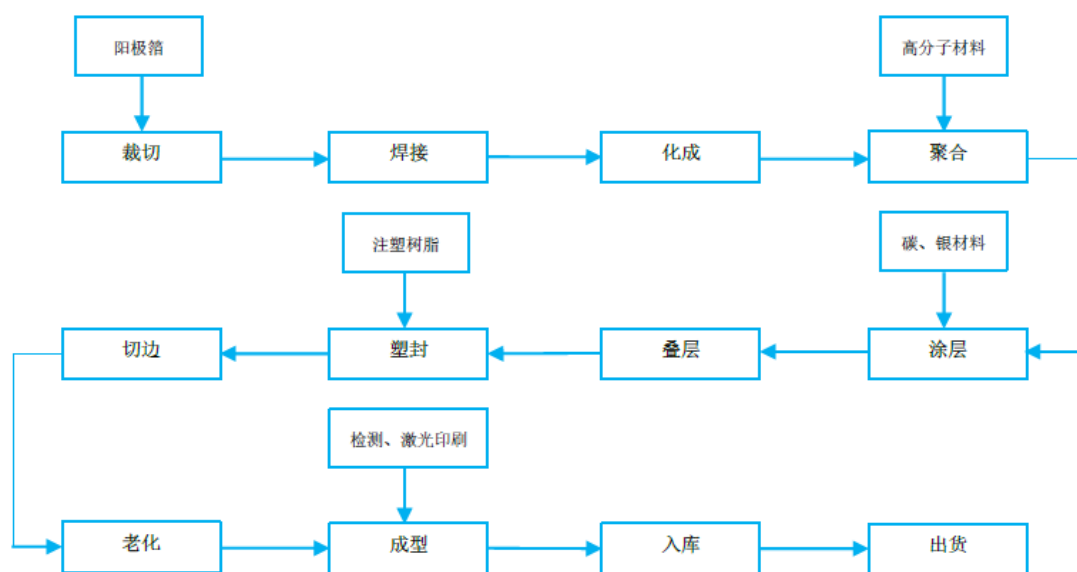 阳极箔
高分子材料
裁切
焊接
化成
聚合
注塑树脂
碳、银材料
切边
塑封
叠层
涂层
检测、激光印刷
老化
成型
入库
出货